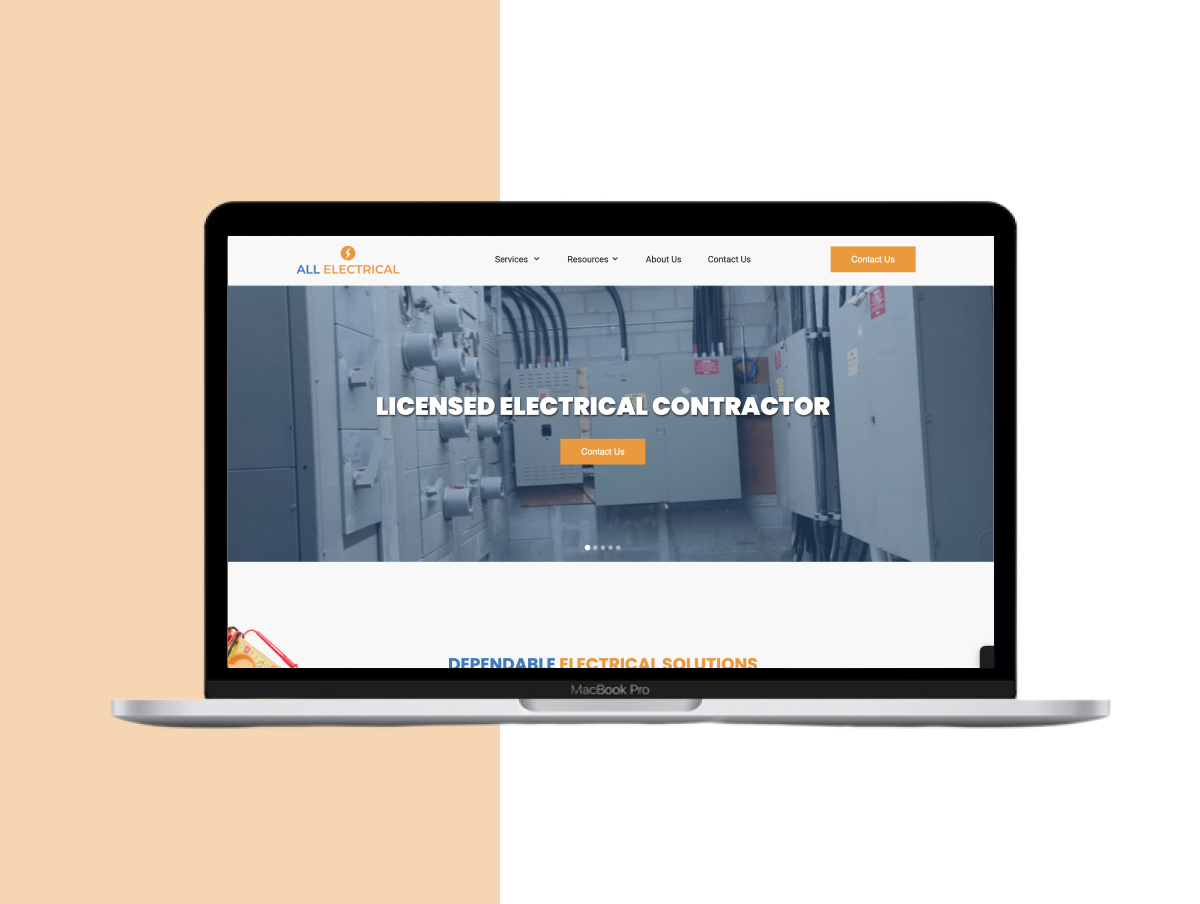 ALL ELECTRICAL
Services
Resources
About Us
Contact Us
Contact Us
LICENSED ELECTRICAL CONTRACTOR
Contact Us
DEPENDABLE ELECTRICAL SOLUTIONS
MacBook Pro